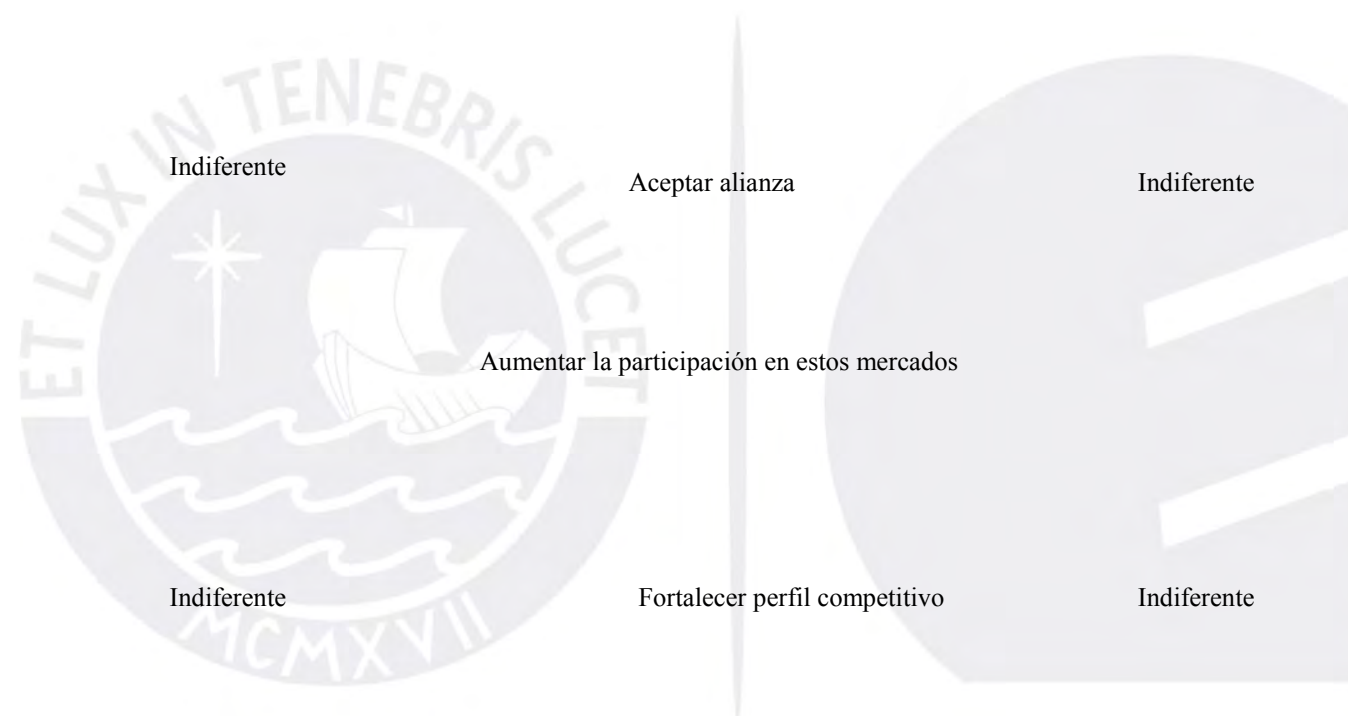 ET LUX IN TENEBRIS LUCET
Indiferente
Aceptar alianza
Indiferente
Aumentar la participación en estos mercados
Indiferente
Fortalecer perfil competitivo
Indiferente
MCMXVII